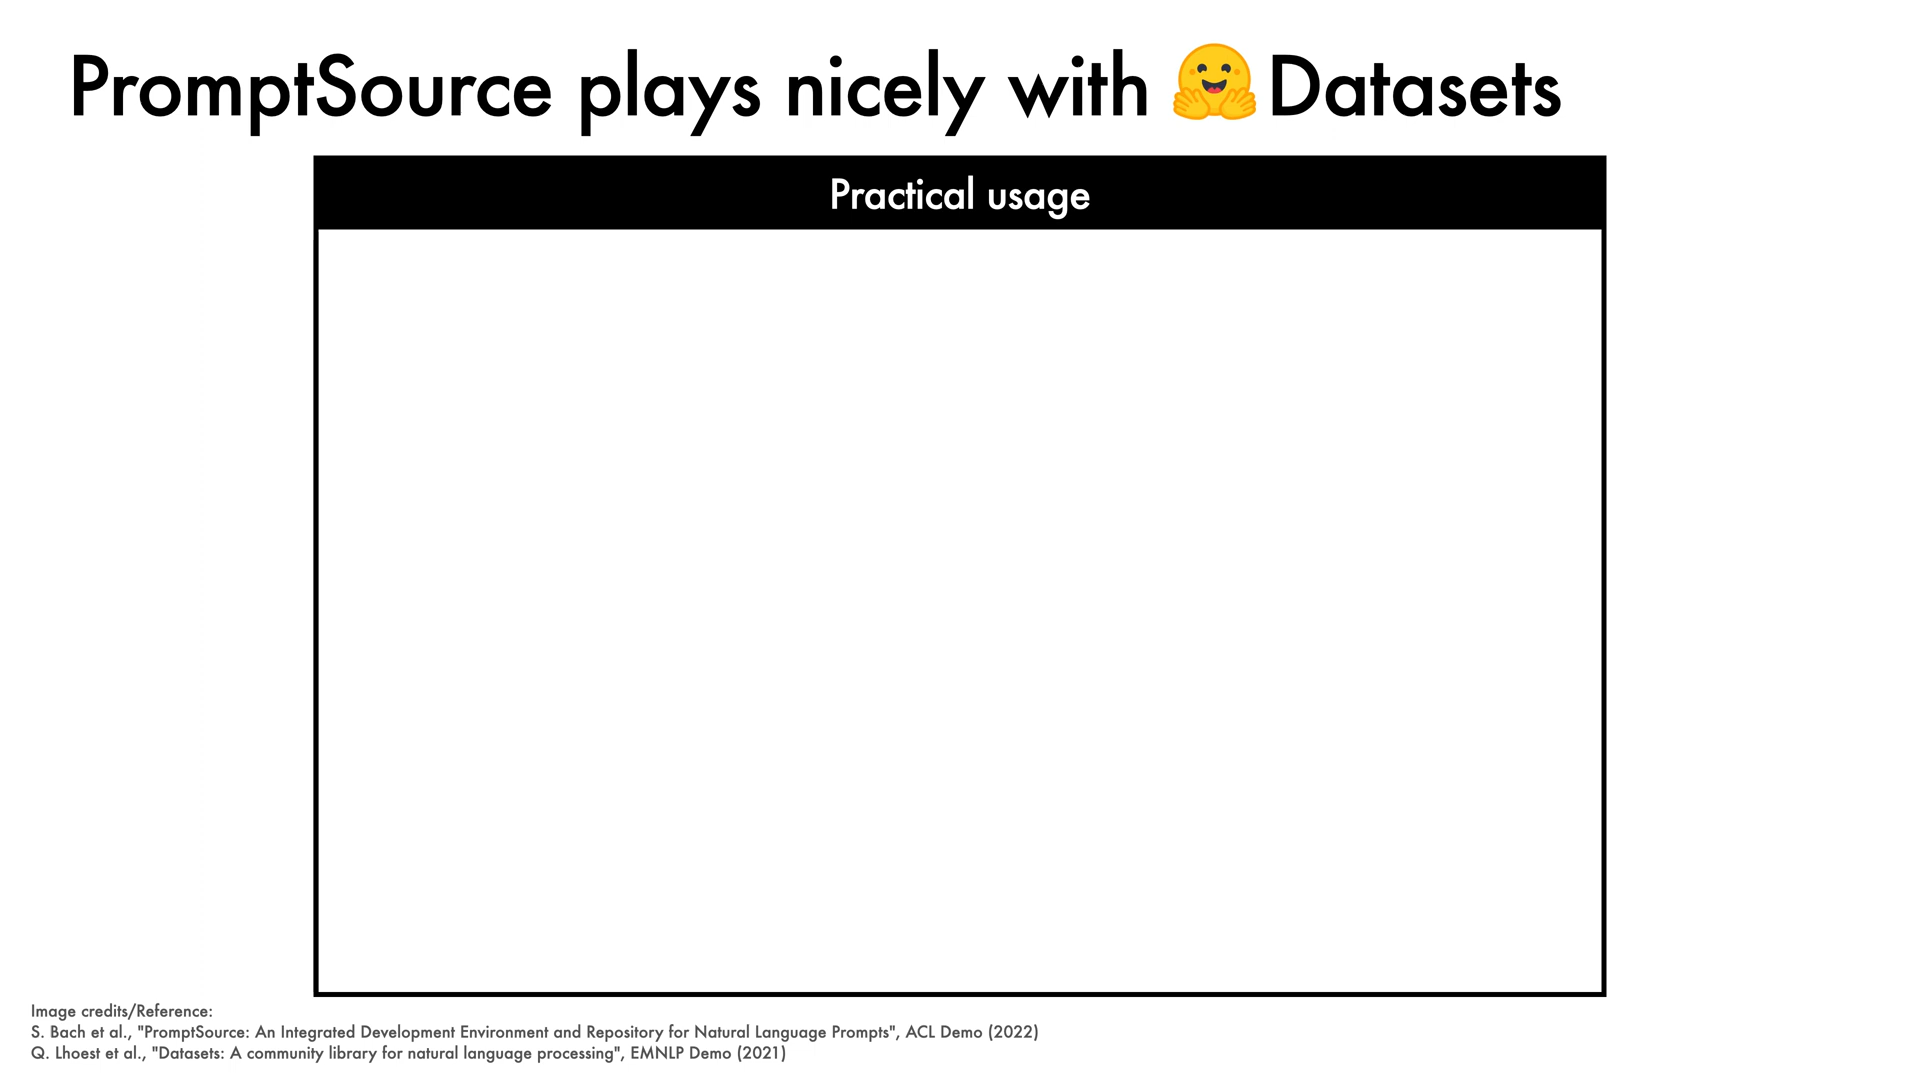 PromptSource plays nicely with 🤗 Datasets
Practical usage
Image credits/Reference:
S. Bach et al., "PromptSource: An Integrated Development Environment and Repository for Natural Language Prompts", ACL Demo (2022)
Q. Lhoest et al., "Datasets: A community library for natural language processing", EMNLP Demo (2021)